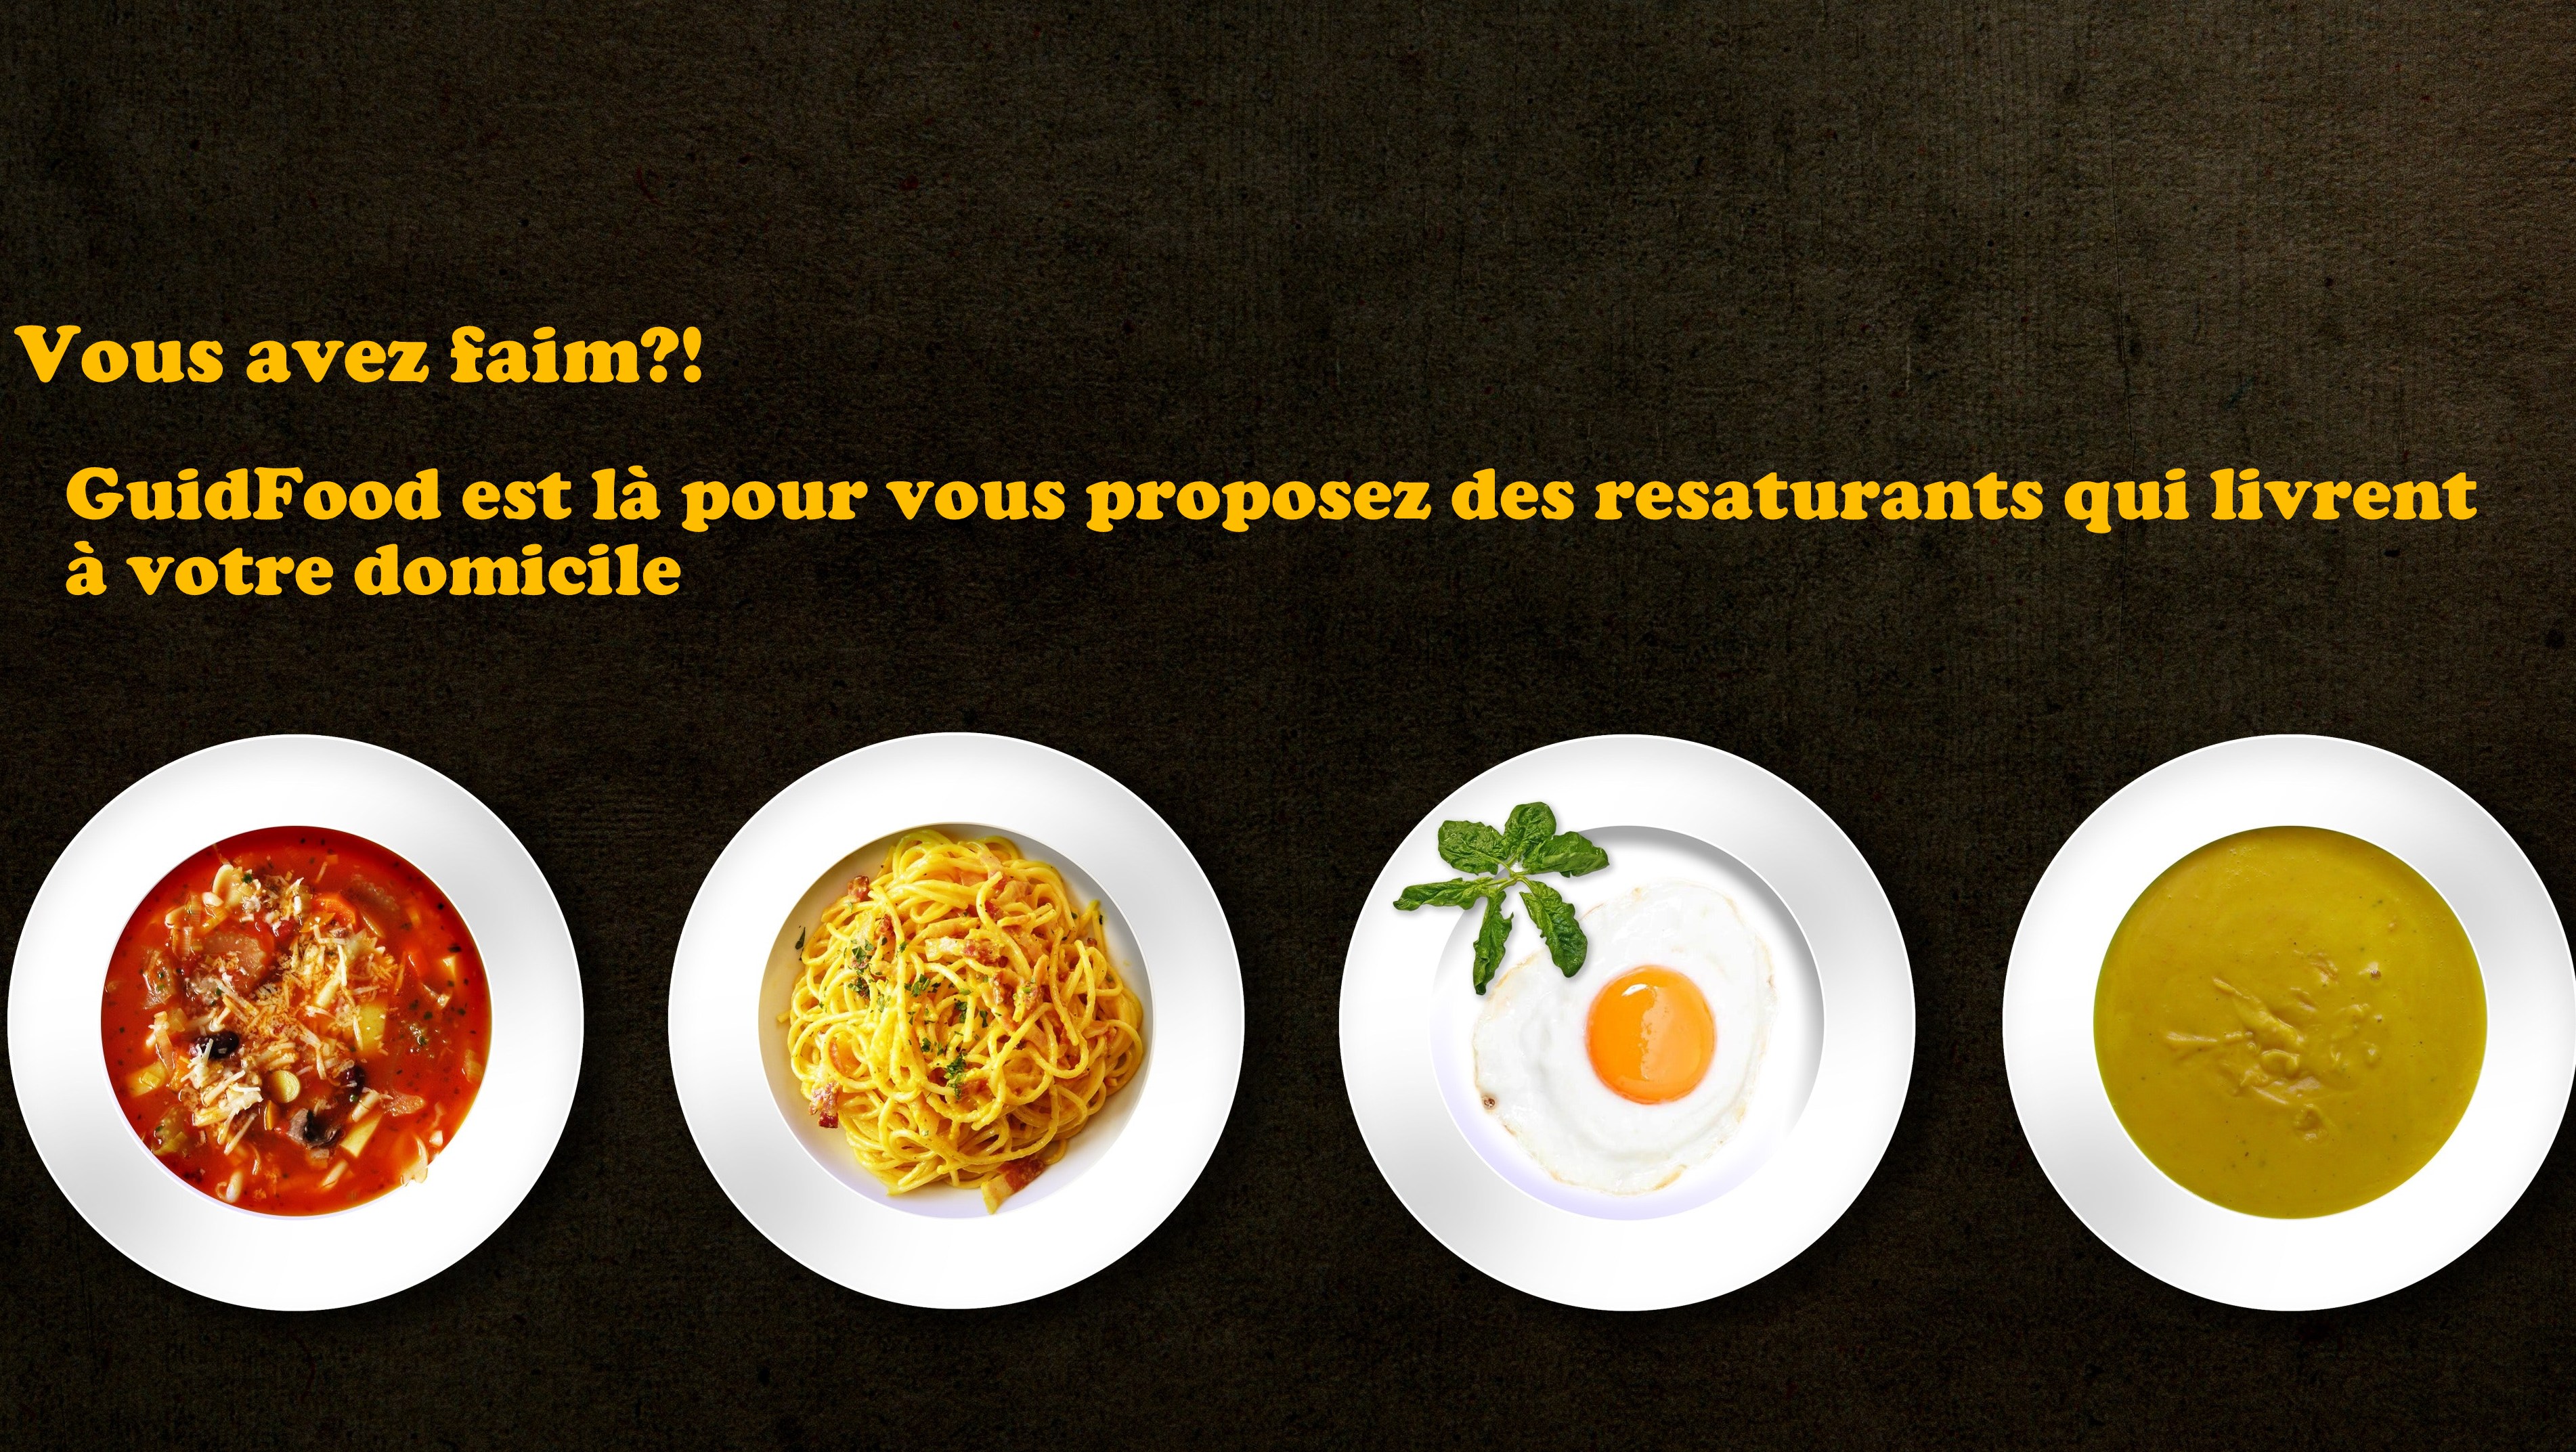 Vous avez faim?!
GuidFood est là pour vous proposez des resaturants qui livrent
à votre domicile